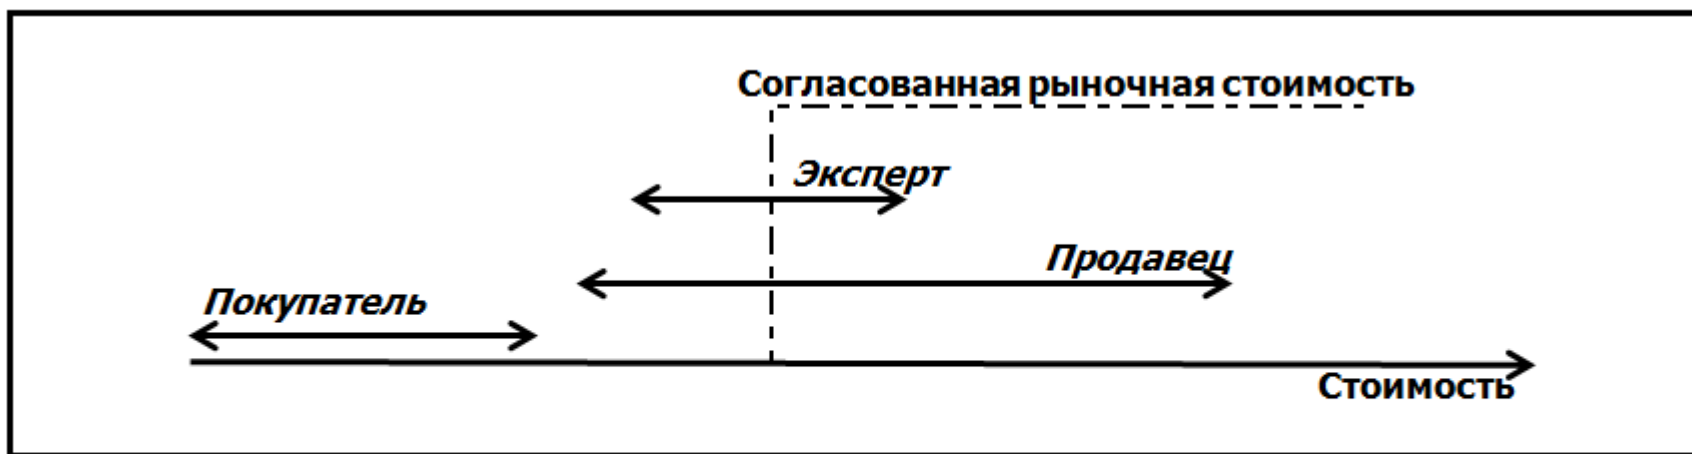 Согласованная рыночная стоимость
Эксперт
Продавец
Покупатель
Стоимость